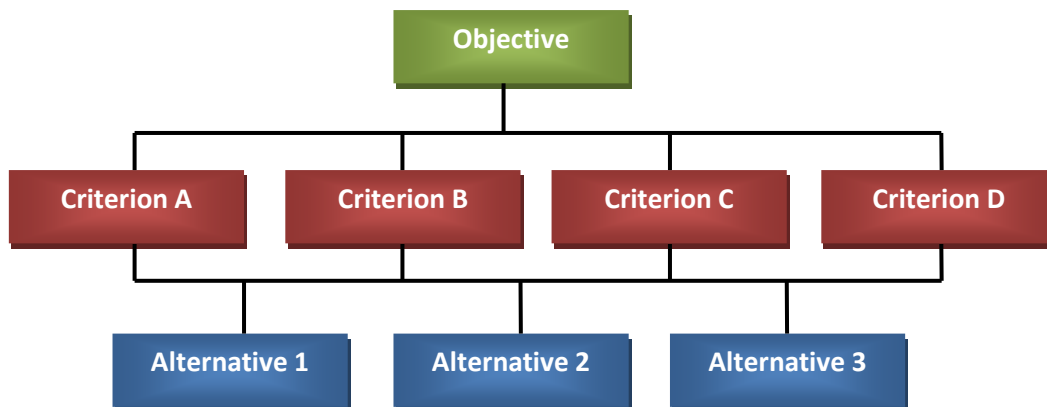 Objective
Criterion A
Criterion B
Criterion C
Criterion D
Alternative 1
Alternative 2
Alternative 3